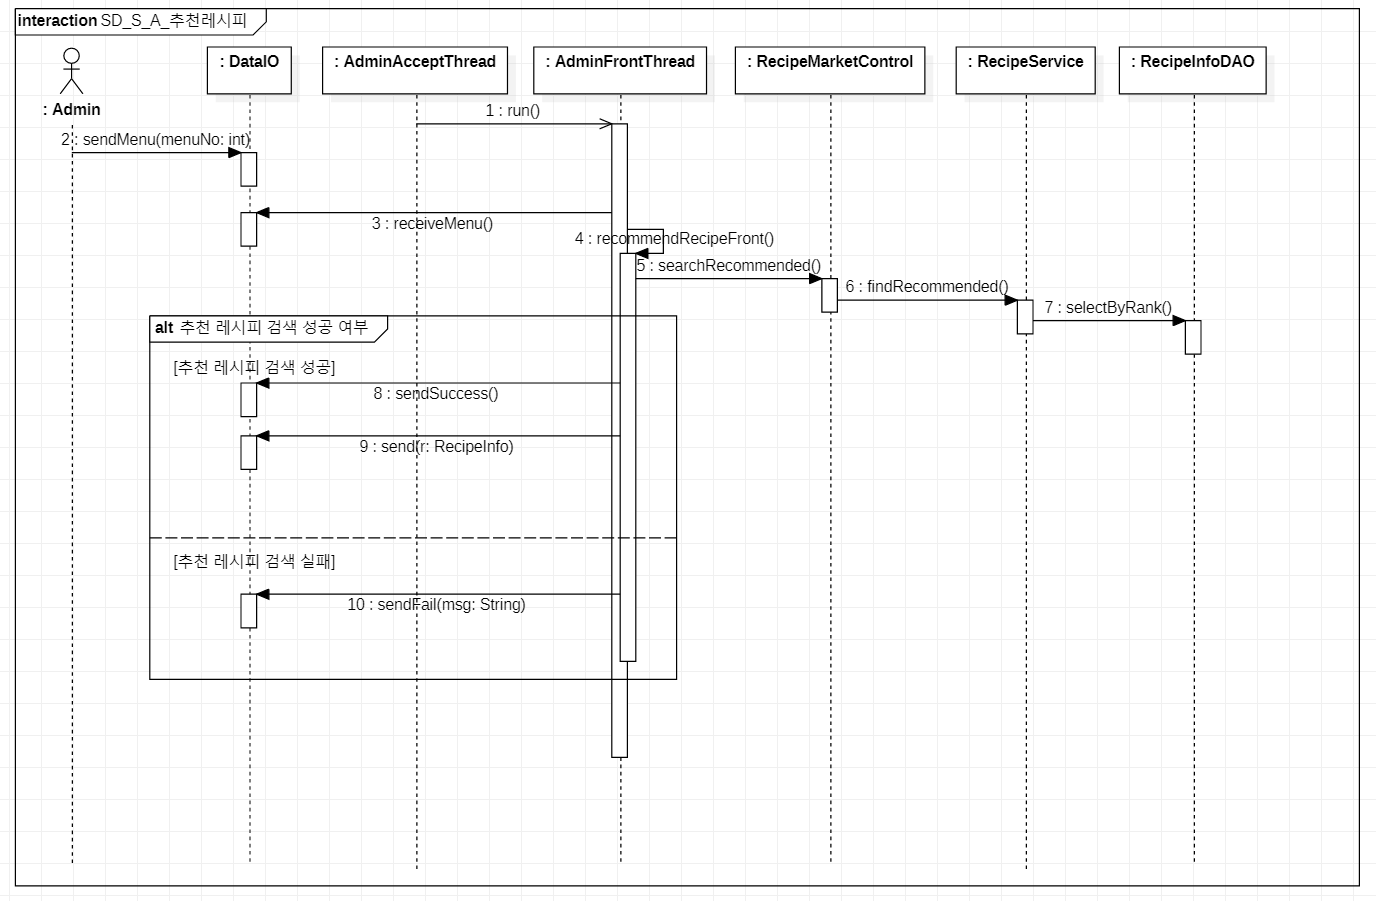 interaction SD_S_A_추천레시피
: Admin
: DataIO
: AdminAcceptThread
: AdminFrontThread
: RecipeMarketControl
: RecipeService
: RecipeInfoDAO
1 : run()
2 : sendMenu(menuNo: int)
3 : receiveMenu()
4 : recommendRecipeFront()
5 : searchRecommended()
6 : findRecommended()
7 : selectByRank()
alt 추천 레시피 검색 성공 여부
[추천 레시피 검색 성공]
8 : sendSuccess()
9 : send(r: RecipeInfo)
[추천 레시피 검색 실패]
10 : sendFail(msg: String)